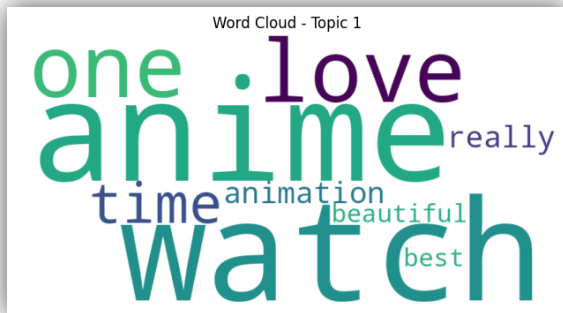 Word Cloud - Topic 1
one love
anime
really
time animation
beautiful
watch
best